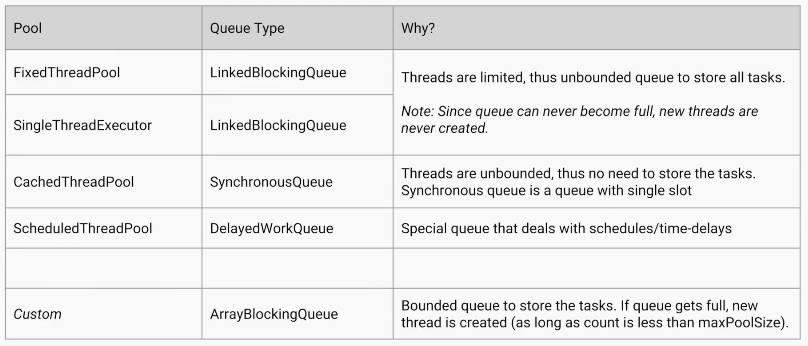 Pool
Queue Type
Why?
FixedThreadPool
LinkedBlockingQueue
Threads are limited, thus unbounded queue to store all tasks.
Note: Since queue can never become full, new threads are
never created.
SingleThreadExecutor
LinkedBlockingQueue
CachedThreadPool
SynchronousQueue
Threads are unbounded, thus no need to store the tasks.
Synchronous queue is a queue with single slot
ScheduledThreadPool
DelayedWorkQueue
Special queue that deals with schedules/time-delays
Custom
ArrayBlockingQueue
Bounded queue to store the tasks. If queue gets full, new
thread is created (as long as count is less than maxPoolSize).